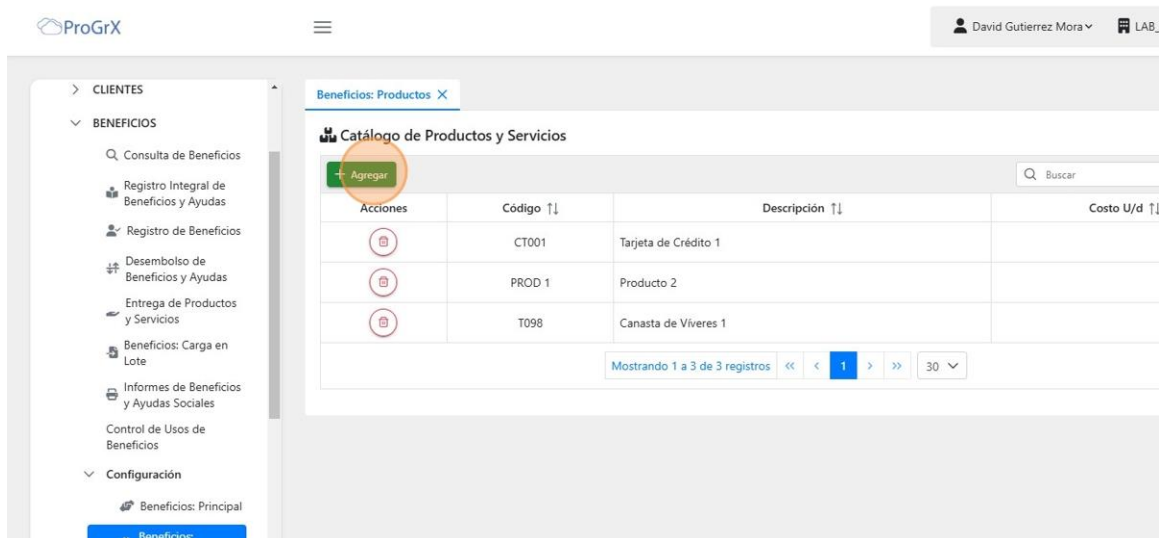 ProGrX
David Gutierrez Mora
LAB_
CLIENTES
BENEFICIOS
Consulta de Beneficios
Registro Integral de
Beneficios y Ayudas
Registro de Beneficios
Desembolso de
Beneficios y Ayudas
Entrega de Productos
y Servicios
Beneficios: Carga en
Lote
Informes de Beneficios
y Ayudas Sociales
Control de Usos de
Beneficios
Configuración
Beneficios: Principal
Beneficios:
Beneficios: Productos
Catálogo de Productos y Servicios
+ Agregar
Buscar
Acciones Código Descripción Costo U/d
CT001 Tarjeta de Crédito 1
PROD 1 Producto 2
T098 Canasta de Víveres 1
Mostrando 1 a 3 de 3 registros << < 1 > >> 30